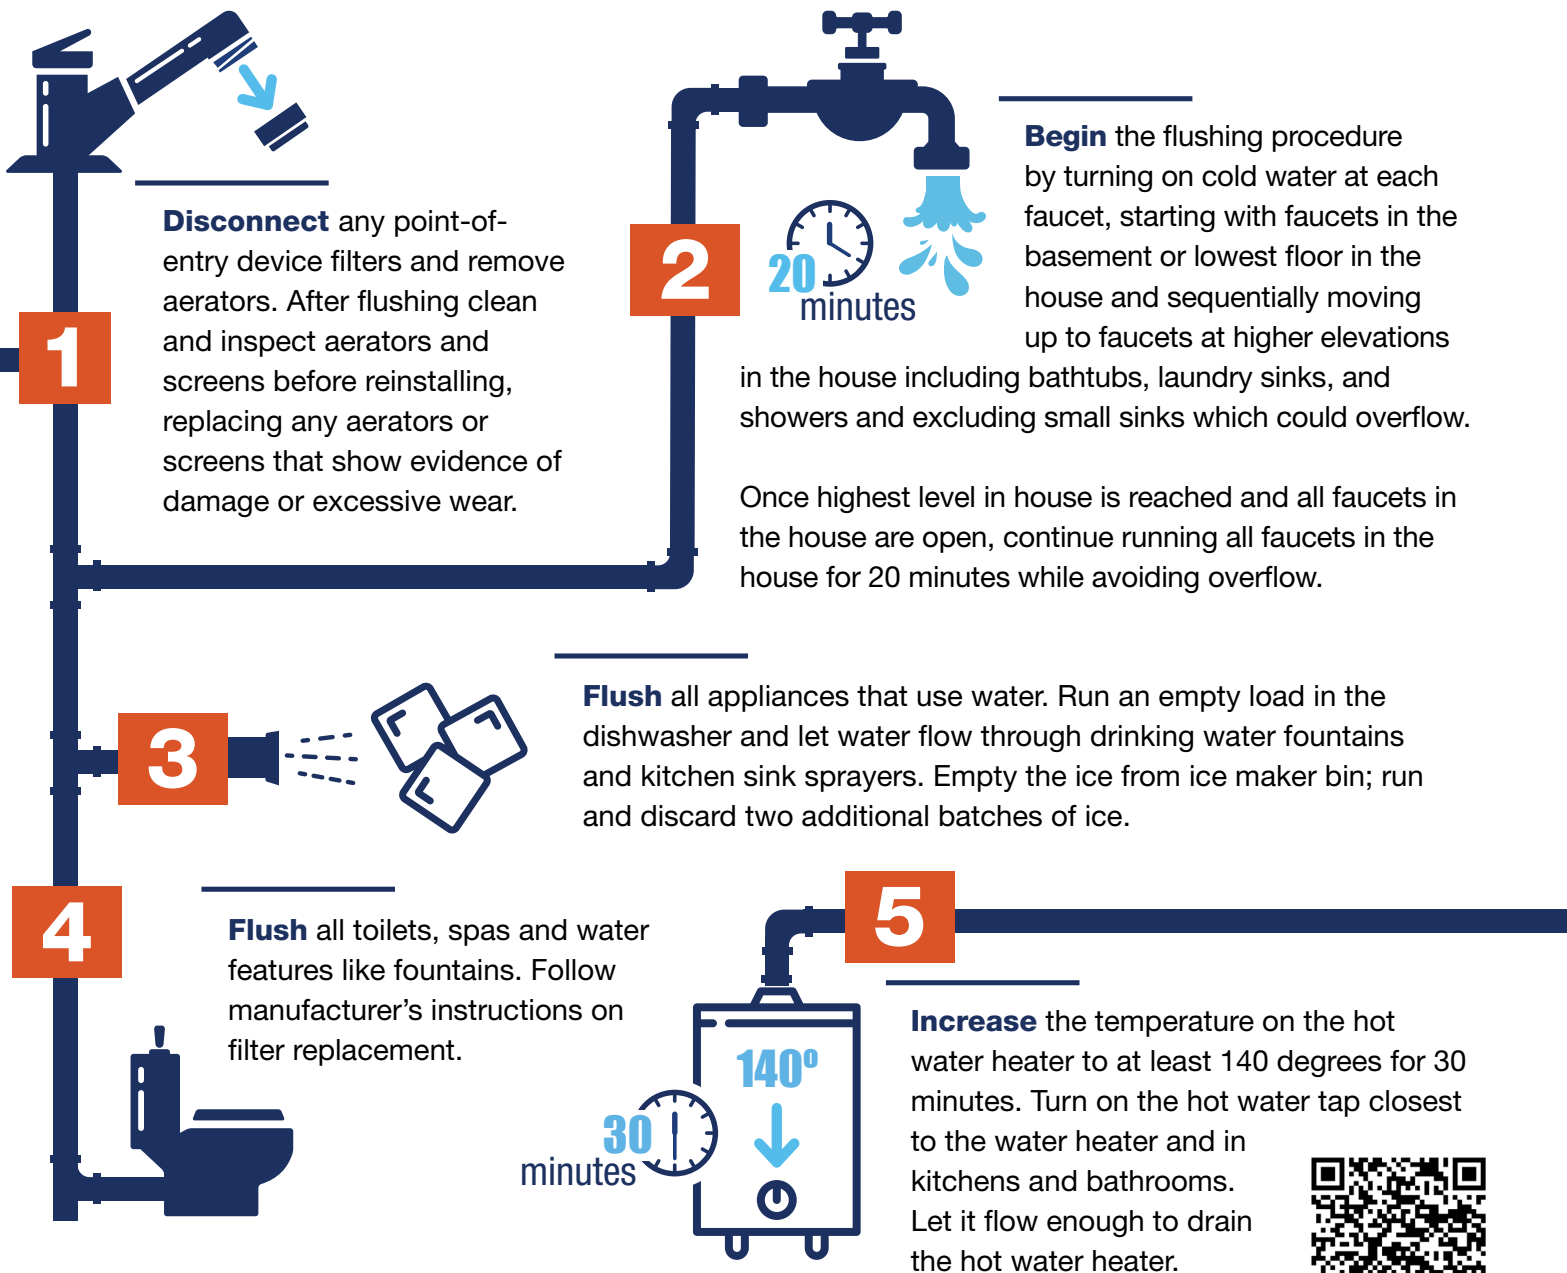 1
Disconnect any point-of-
entry device filters and remove
aerators. After flushing clean
and inspect aerators and
screens before reinstalling,
replacing any aerators or
screens that show evidence of
damage or excessive wear.
2
20
minutes
Begin the flushing procedure
by turning on cold water at each
faucet, starting with faucets in the
basement or lowest floor in the
house and sequentially moving
up to faucets at higher elevations
in the house including bathtubs, laundry sinks, and
showers and excluding small sinks which could overflow.
Once highest level in house is reached and all faucets in
the house are open, continue running all faucets in the
house for 20 minutes while avoiding overflow.
3
Flush all appliances that use water. Run an empty load in the
dishwasher and let water flow through drinking water fountains
and kitchen sink sprayers. Empty the ice from ice maker bin; run
and discard two additional batches of ice.
4
Flush all toilets, spas and water
features like fountains. Follow
manufacturer's instructions on
filter replacement.
5
140º
30
minutes
Increase the temperature on the hot
water heater to at least 140 degrees for 30
minutes. Turn on the hot water tap closest
to the water heater and in
kitchens and bathrooms.
Let it flow enough to drain
the hot water heater.